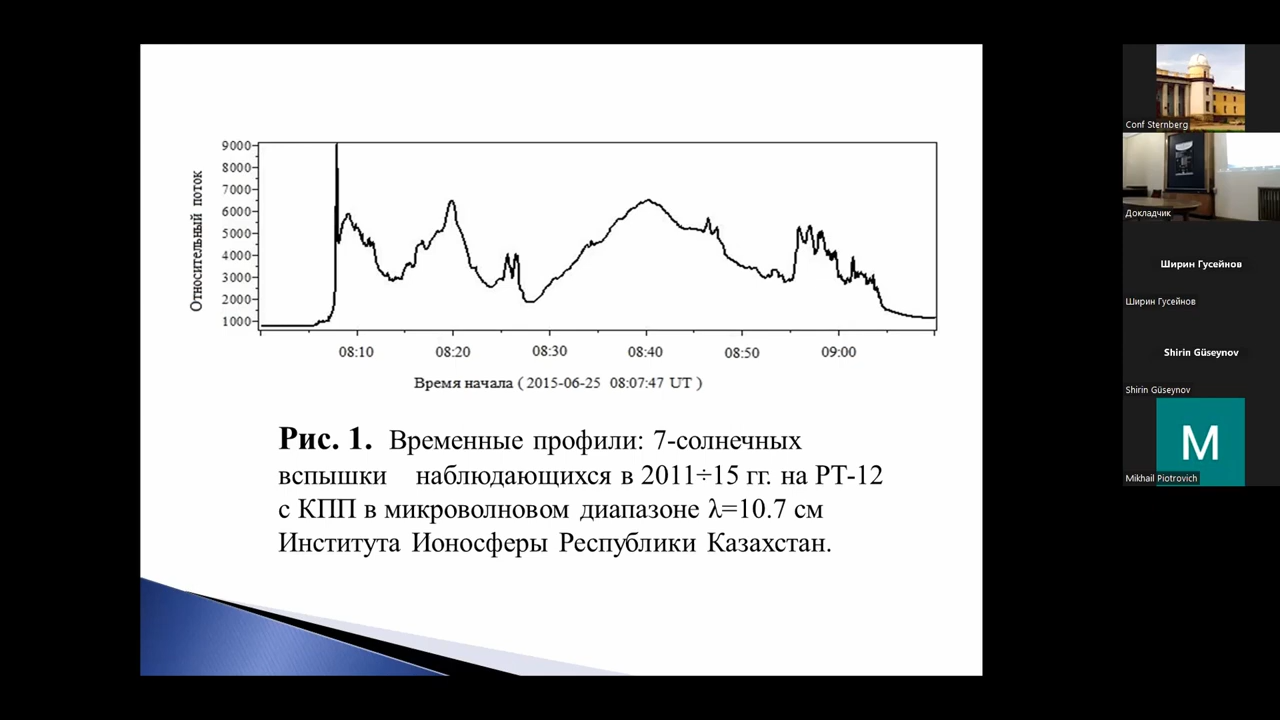 9000
8000
7000
6000
5000
4000
3000
2000
1000
Относительный поток
08:10 08:20 08:30 08:40 08:50 09:00
Время начала ( 2015-06-25 08:07:47 UT )
Рис. 1. Временные профили: 7-солнечных
вспышки наблюдающихся в 2011÷15 гг. на РТ-12
с КПП в микроволновом диапазоне λ=10.7 см
Института Ионосферы Республики Казахстан.
Conf Sternberg
Докладчик
Ширин Гусейнов
Ширин Гусейнов
Shirin Güseynov
Shirin Güseynov
M
Mikhail Piotrovich